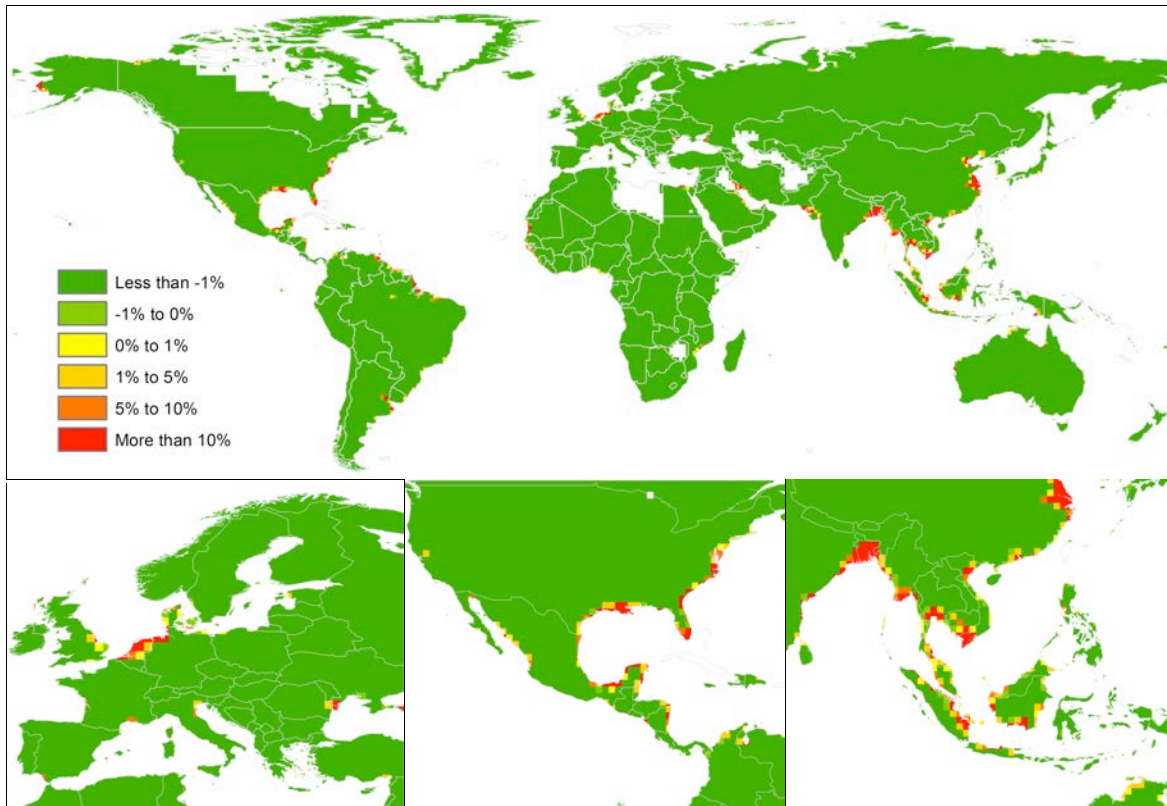 Less than -1%
-1% to 0%
0% to 1%
1% to 5%
5% to 10%
More than 10%